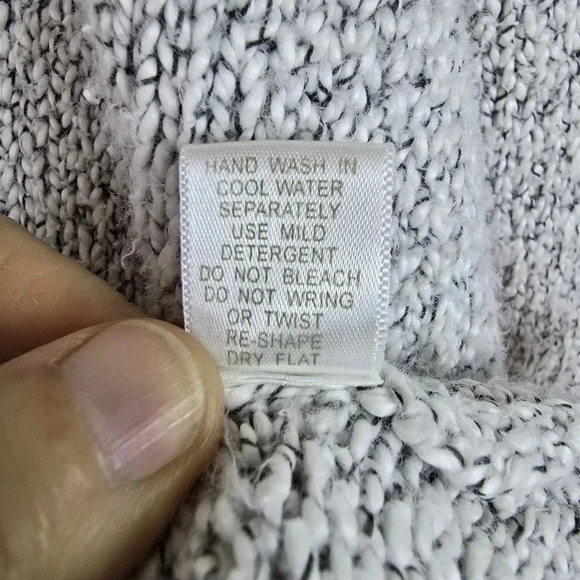 HAND WASH IN
COOL WATER
SEPARATELY
USE MILD
DETERGENT
DO NOT BLEACH
DO NOT WRING
OR TWIST
RE-SHAPE
DRY FLAT